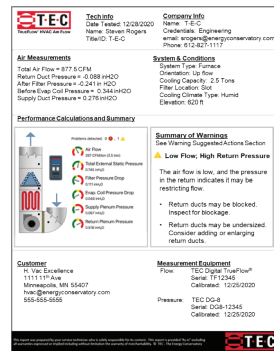 T·E·C
TRUEFLOW® HVAC AIR FLOW
Tech Info
Date Tested: 12/28/2020
Name: Steven Rogers
Title/ID: T-E-C
Company Info
Name: T-E-C
Credentials: Engineering
email: srogers@energyconservatory.com
Phone: 612-827-1117
Air Measurements
Total Air Flow = 877.5 CFM
Return Duct Pressure = -0.088 inH2O
After Filter Pressure = -0.241 in H2O
Before Evap Coil Pressure = 0.344 inH2O
Supply Duct Pressure = 0.276 inH2O
System & Conditions
System Type: Furnace
Orientation: Up flow
Cooling Capacity: 2.5 Tons
Filter Location: Slot
Cooling Climate Type: Humid
Elevation: 620 ft
Performance Calculations and Summary
Problems detected: 0 , 1
Air Flow
Total External Static Pressure
Filter Pressure Drop
Evap. Coil Pressure Drop
Supply Plenum Pressure
Return Plenum Pressure
Summary of Warnings
See Warning Suggested Actions Section
Low Flow; High Return Pressure
The air flow is low, and the pressure
in the return indicates it may be
restricting flow.
• Return ducts may be blocked.
Inspect for blockage.
• Return ducts may be undersized.
Consider adding or enlarging
return ducts.
Customer
H. Vac Excellence
1111 11th Ave
Minneapolis, MN 55407
hvac@energyconservatory.com
555-555-5555
Measurement Equipment
Flow: TEC Digital TrueFlow®
Serial: TF12345
Calibrated: 12/25/2020
Pressure: TEC DG-8
Serial: DG8-12345
Calibrated: 12/25/2020
T·E·C